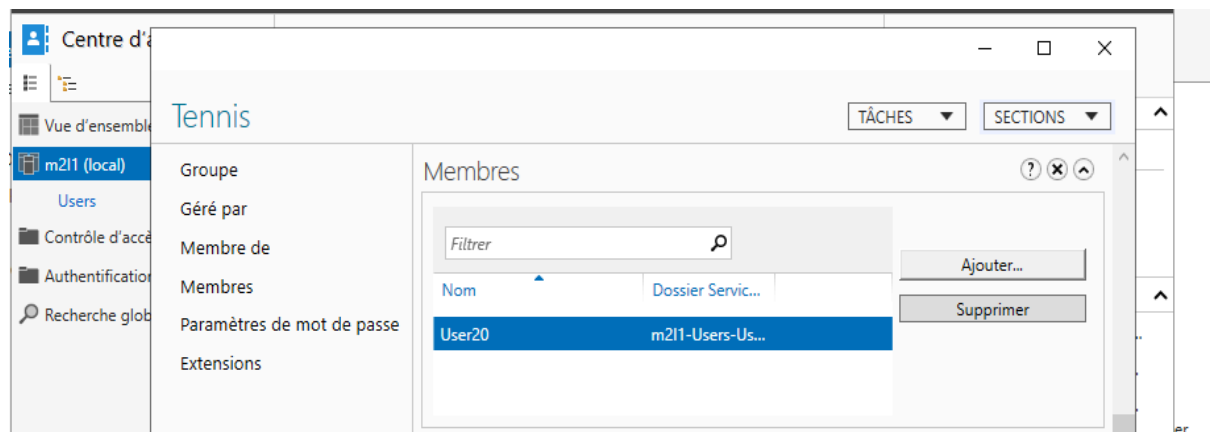 Centre d'a
Vue d'ensemble
m2l1 (local)
Users
Contrôle d'accè
Authentification
Recherche glob
Tennis
TÂCHES
SECTIONS
Groupe
Géré par
Membre de
Membres
Paramètres de mot de passe
Extensions
Membres
Filtrer
Nom
Dossier Servic...
User20
m2l1-Users-Us...
Ajouter...
Supprimer